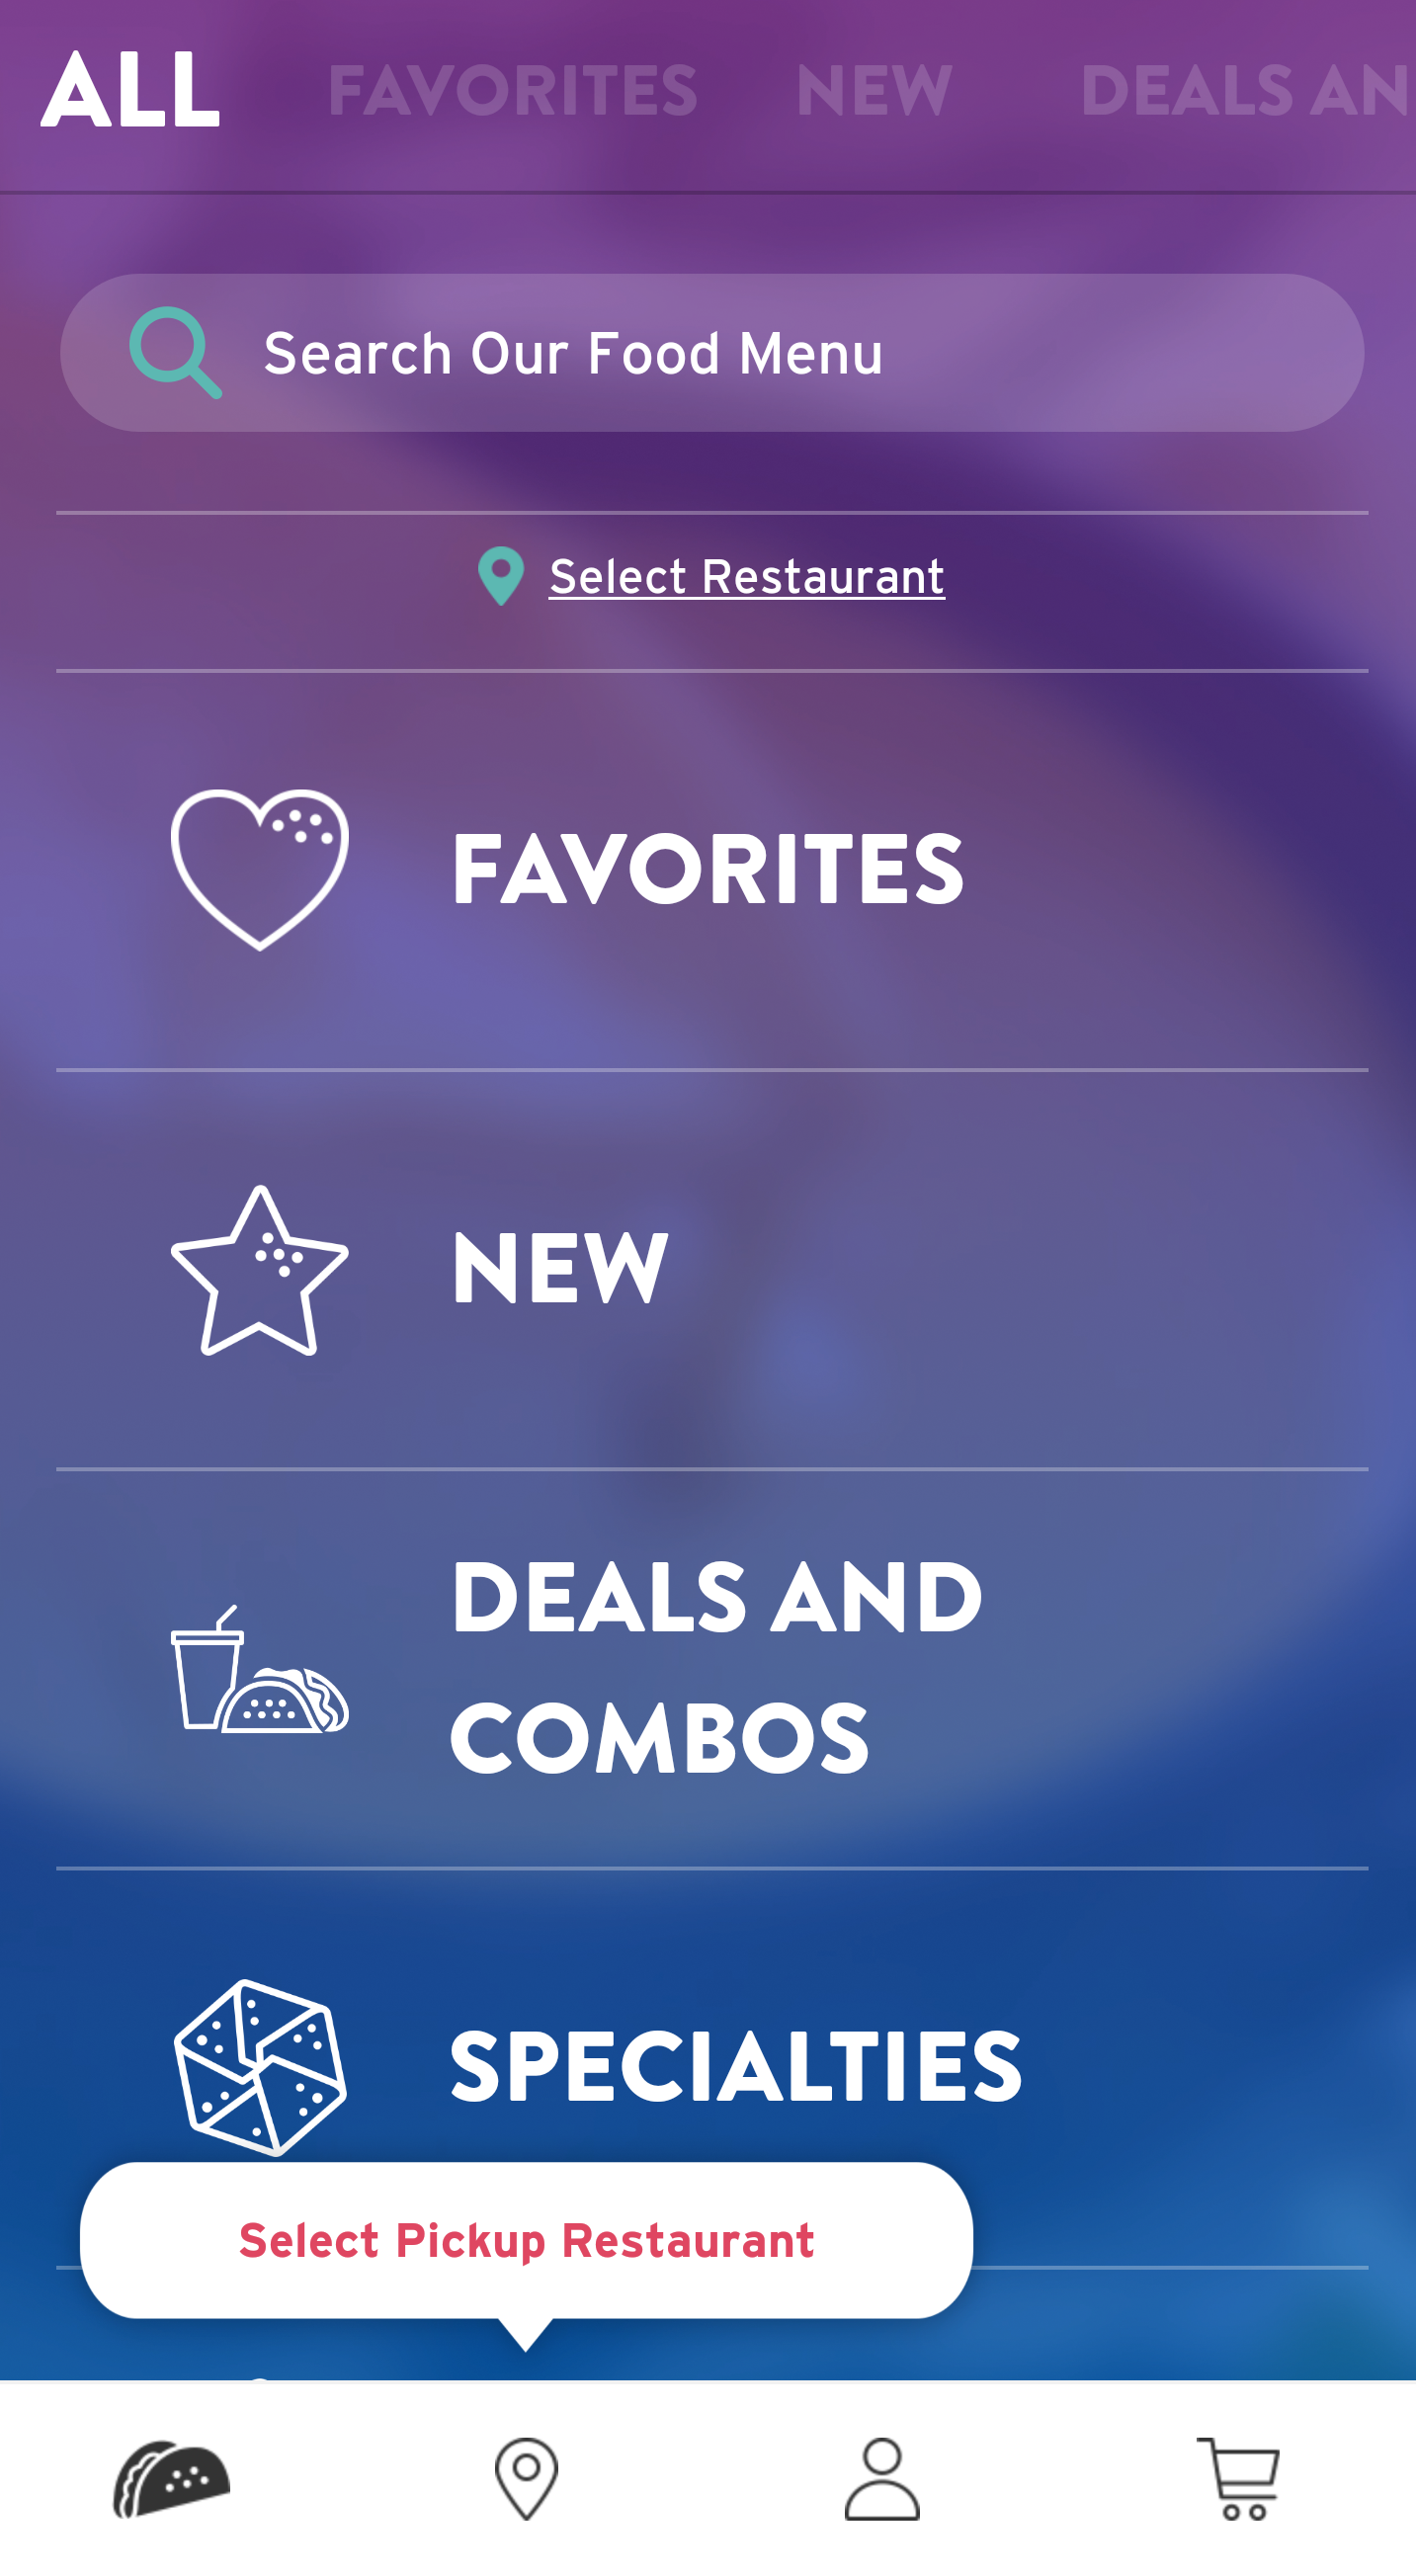 ALL FAVORITES NEW DEALS AN
Search Our Food Menu
Select Restaurant
FAVORITES
NEW
DEALS AND
COMBOS
SPECIALTIES
Select Pickup Restaurant